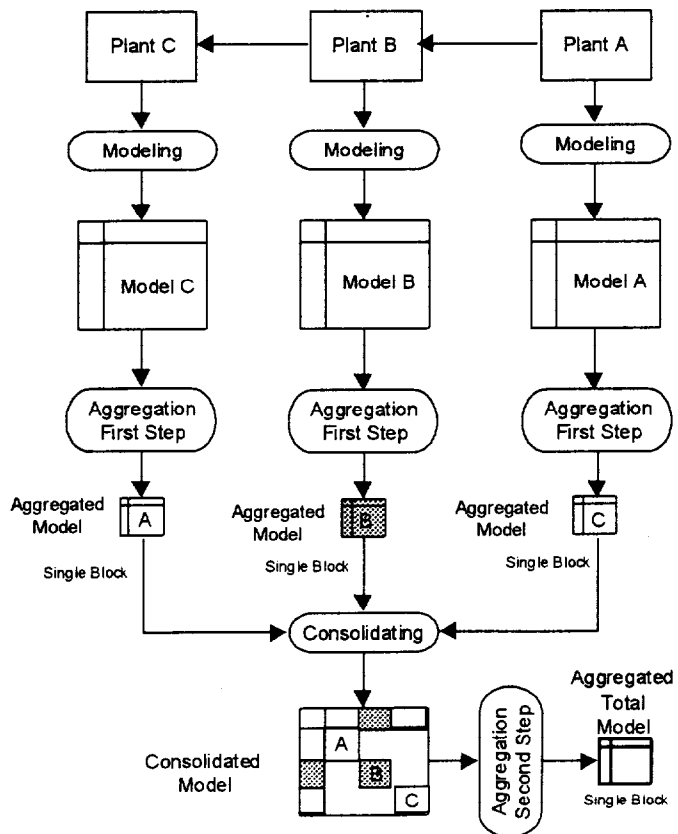 Plant C
Plant B
Plant A
Modeling
Modeling
Modeling
Model C
Model B
Model A
Aggregation
First Step
Aggregation
First Step
Aggregation
First Step
Aggregated
Model
A
Single Block
Aggregated
Model
B
Single Block
Aggregated
Model
C
Single Block
Consolidating
Consolidated
Model
A
B
C
Aggregation
Second Step
Aggregated
Total
Model
Single Block